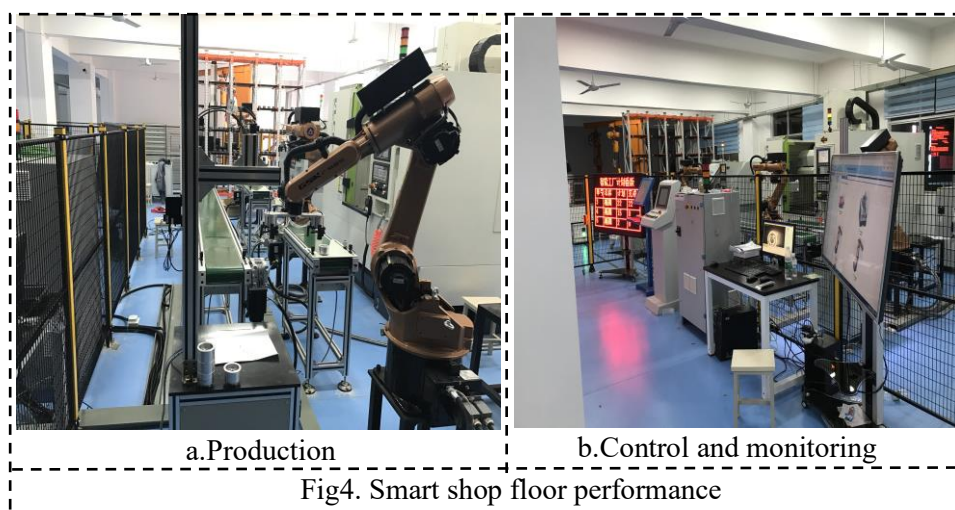 a.Production
b.Control and monitoring
Fig4. Smart shop floor performance